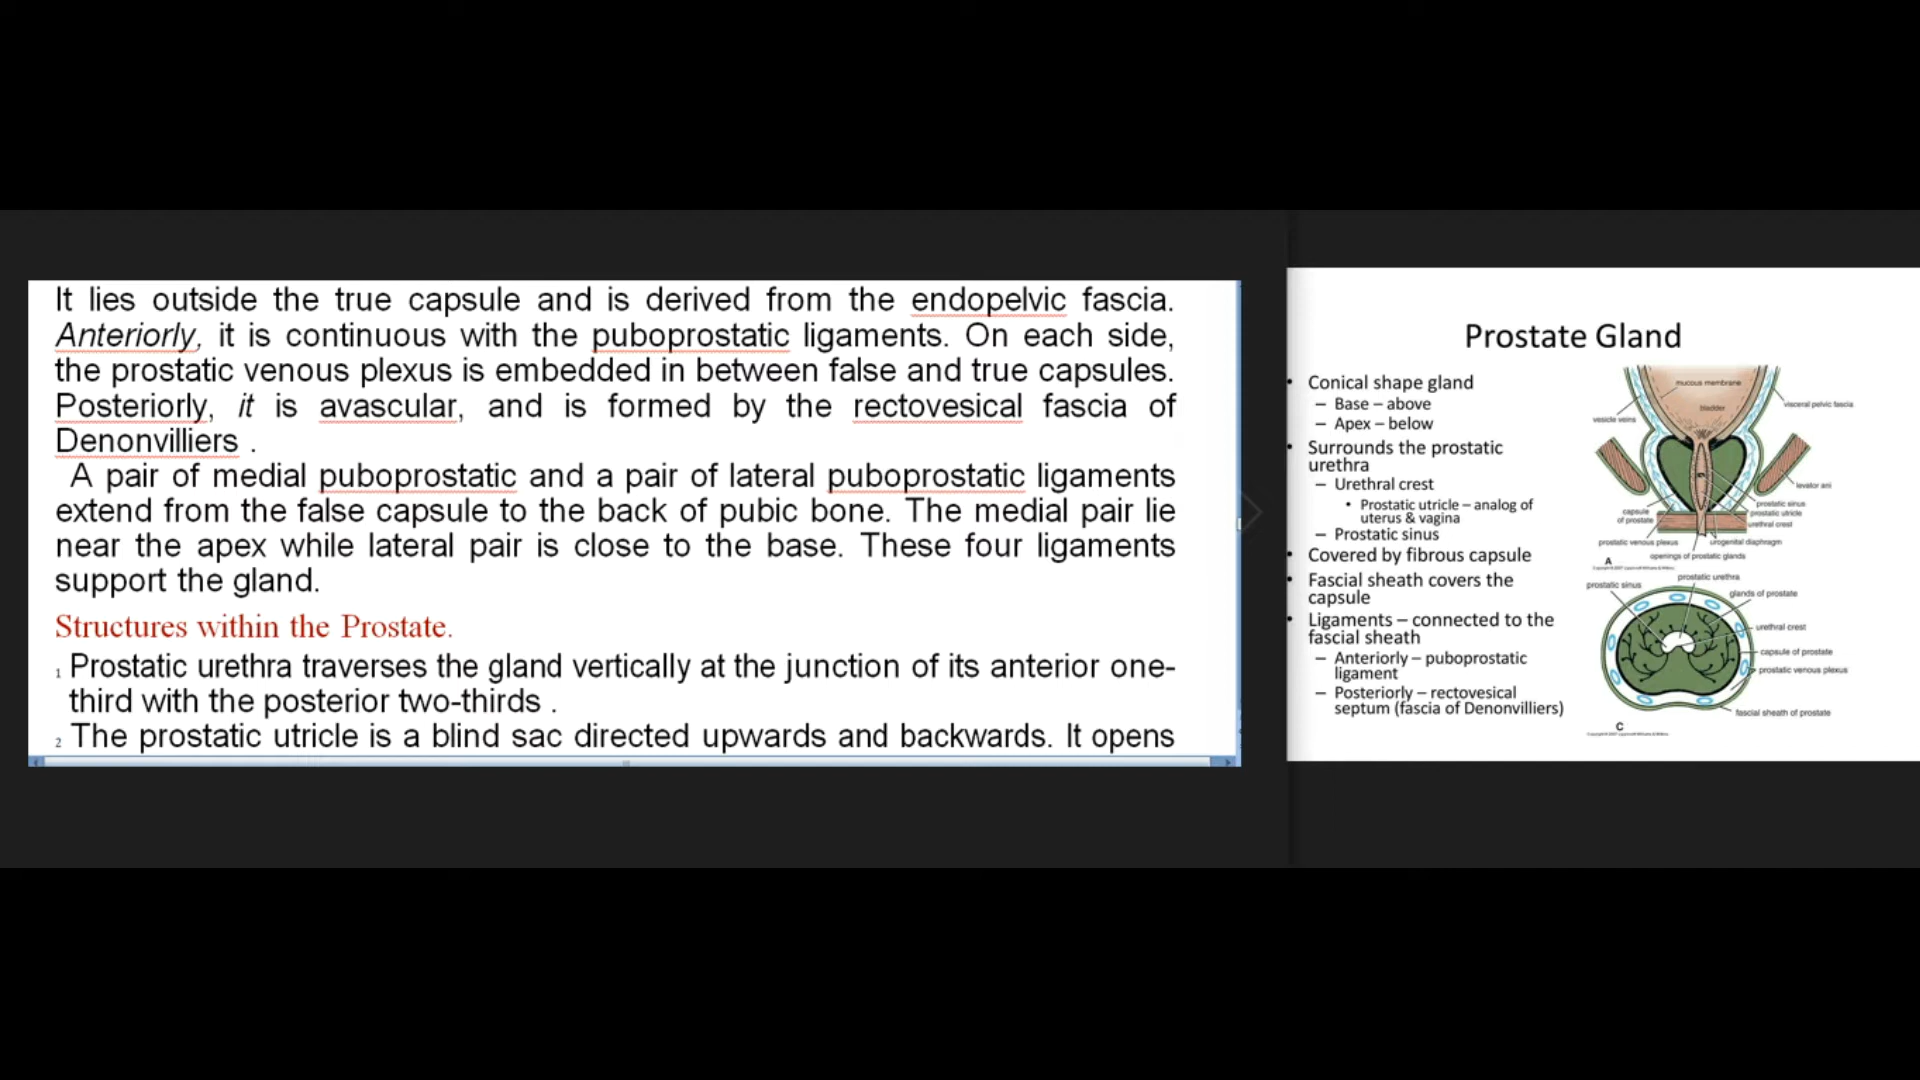 It lies outside the true capsule and is derived from the endopelvic fascia.
Anteriorly, it is continuous with the puboprostatic ligaments. On each side,
the prostatic venous plexus is embedded in between false and true capsules.
Posteriorly, it is avascular, and is formed by the rectovesical fascia of
Denonvilliers .
A pair of medial puboprostatic and a pair of lateral puboprostatic ligaments
extend from the false capsule to the back of pubic bone. The medial pair lie
near the apex while lateral pair is close to the base. These four ligaments
support the gland.
Structures within the Prostate.
1 Prostatic urethra traverses the gland vertically at the junction of its anterior one-
third with the posterior two-thirds .
2 The prostatic utricle is a blind sac directed upwards and backwards. It opens
Prostate Gland
• Conical shape gland
– Base – above
– Apex – below
• Surrounds the prostatic
urethra
– Urethral crest
• Prostatic utricle – analog of
uterus & vagina
– Prostatic sinus
• Covered by fibrous capsule
• Fascial sheath covers the
capsule
• Ligaments – connected to the
fascial sheath
– Anteriorly – puboprostatic
ligament
– Posteriorly – rectovesical
septum (fascia of Denonvilliers)
mucous membrane
bladder
visceral pelvic fascia
vesicle veins
levator ani
prostatic sinus
prostatic utricle
urethral crest
capsule
of prostate
prostatic venous plexus
urogenital diaphragm
openings of prostatic glands
A
prostatic urethra
prostatic sinus
glands of prostate
urethral crest
capsule of prostate
prostatic venous plexus
fascial sheath of prostate
C